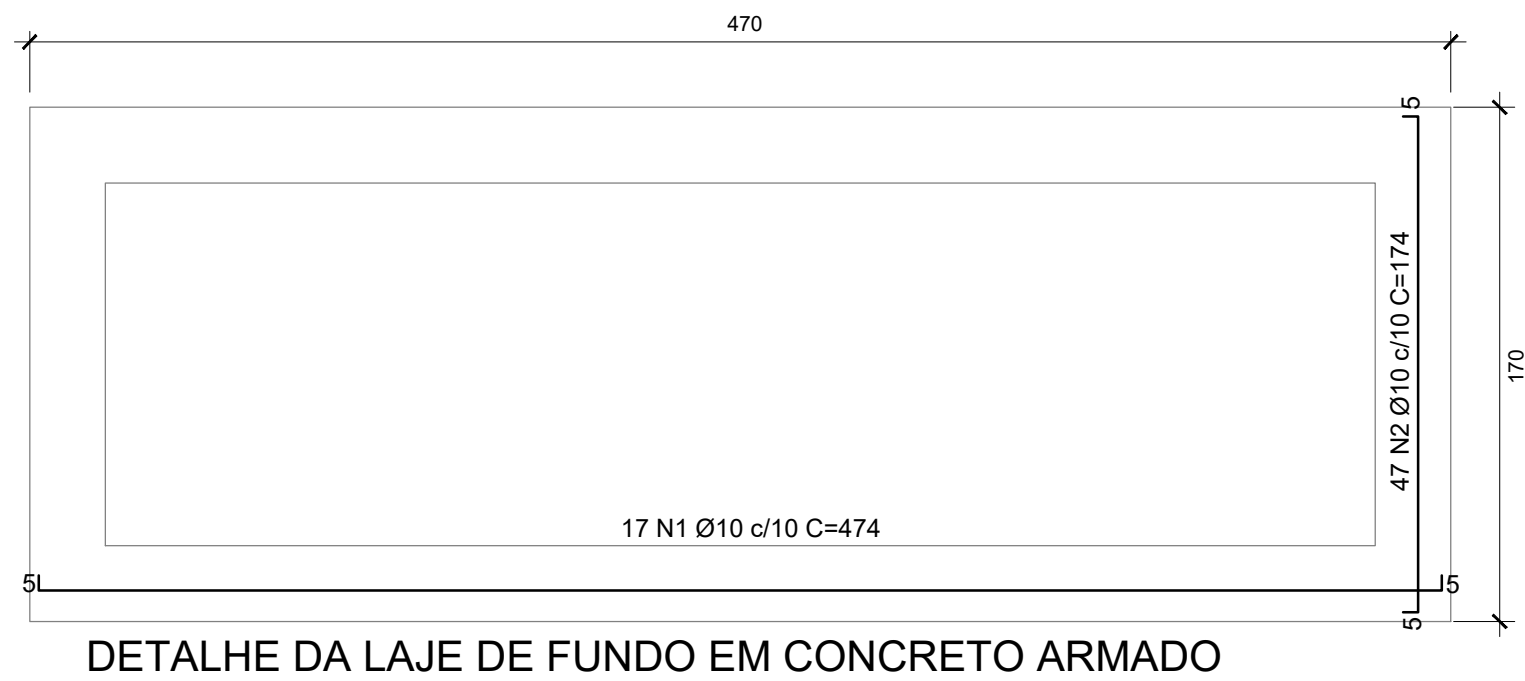 470
5
170
47 N2 Ø10 c/10 C=174
17 N1 Ø10 c/10 C=474
5
5
5
DETALHE DA LAJE DE FUNDO EM CONCRETO ARMADO